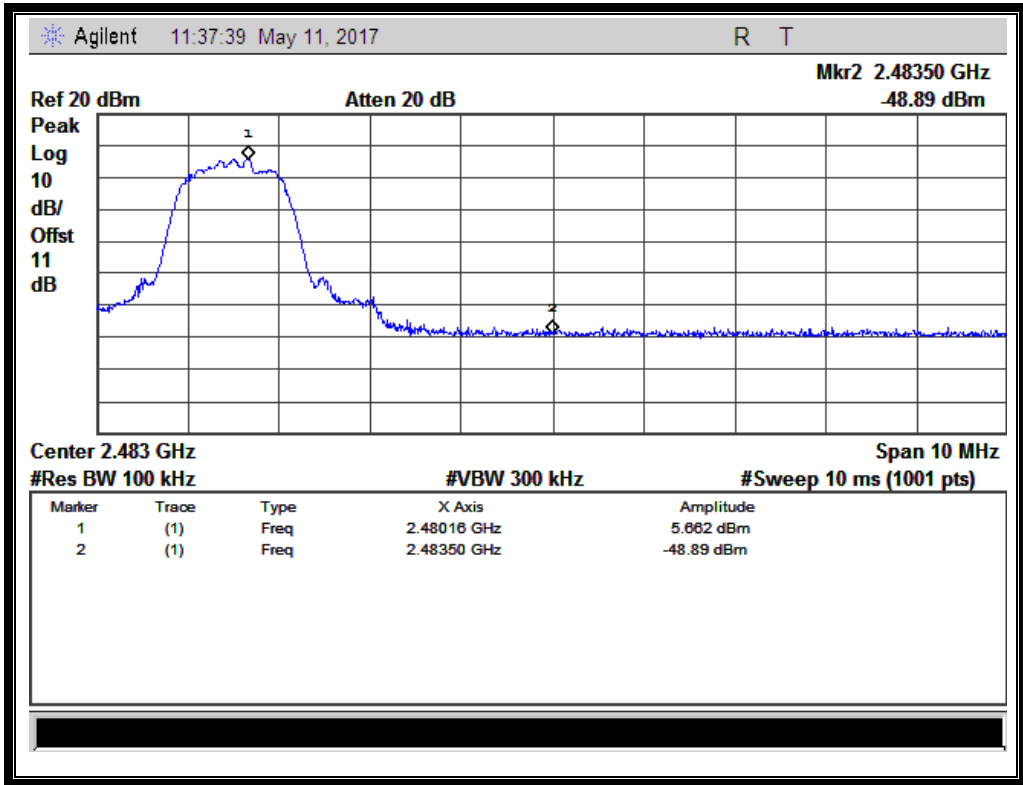 Agilent 11:37:39 May 11, 2017 R T
Mkr2 2.48350 GHz
Ref 20 dBm Atten 20 dB -48.89 dBm
Peak
Log
10
dB/
Offst
11
dB
1
2
Center 2.483 GHz Span 10 MHz
#Res BW 100 kHz #VBW 300 kHz #Sweep 10 ms (1001 pts)
Marker Trace Type X Axis Amplitude
1 (1) Freq 2.48016 GHz 5.662 dBm
2 (1) Freq 2.48350 GHz -48.89 dBm